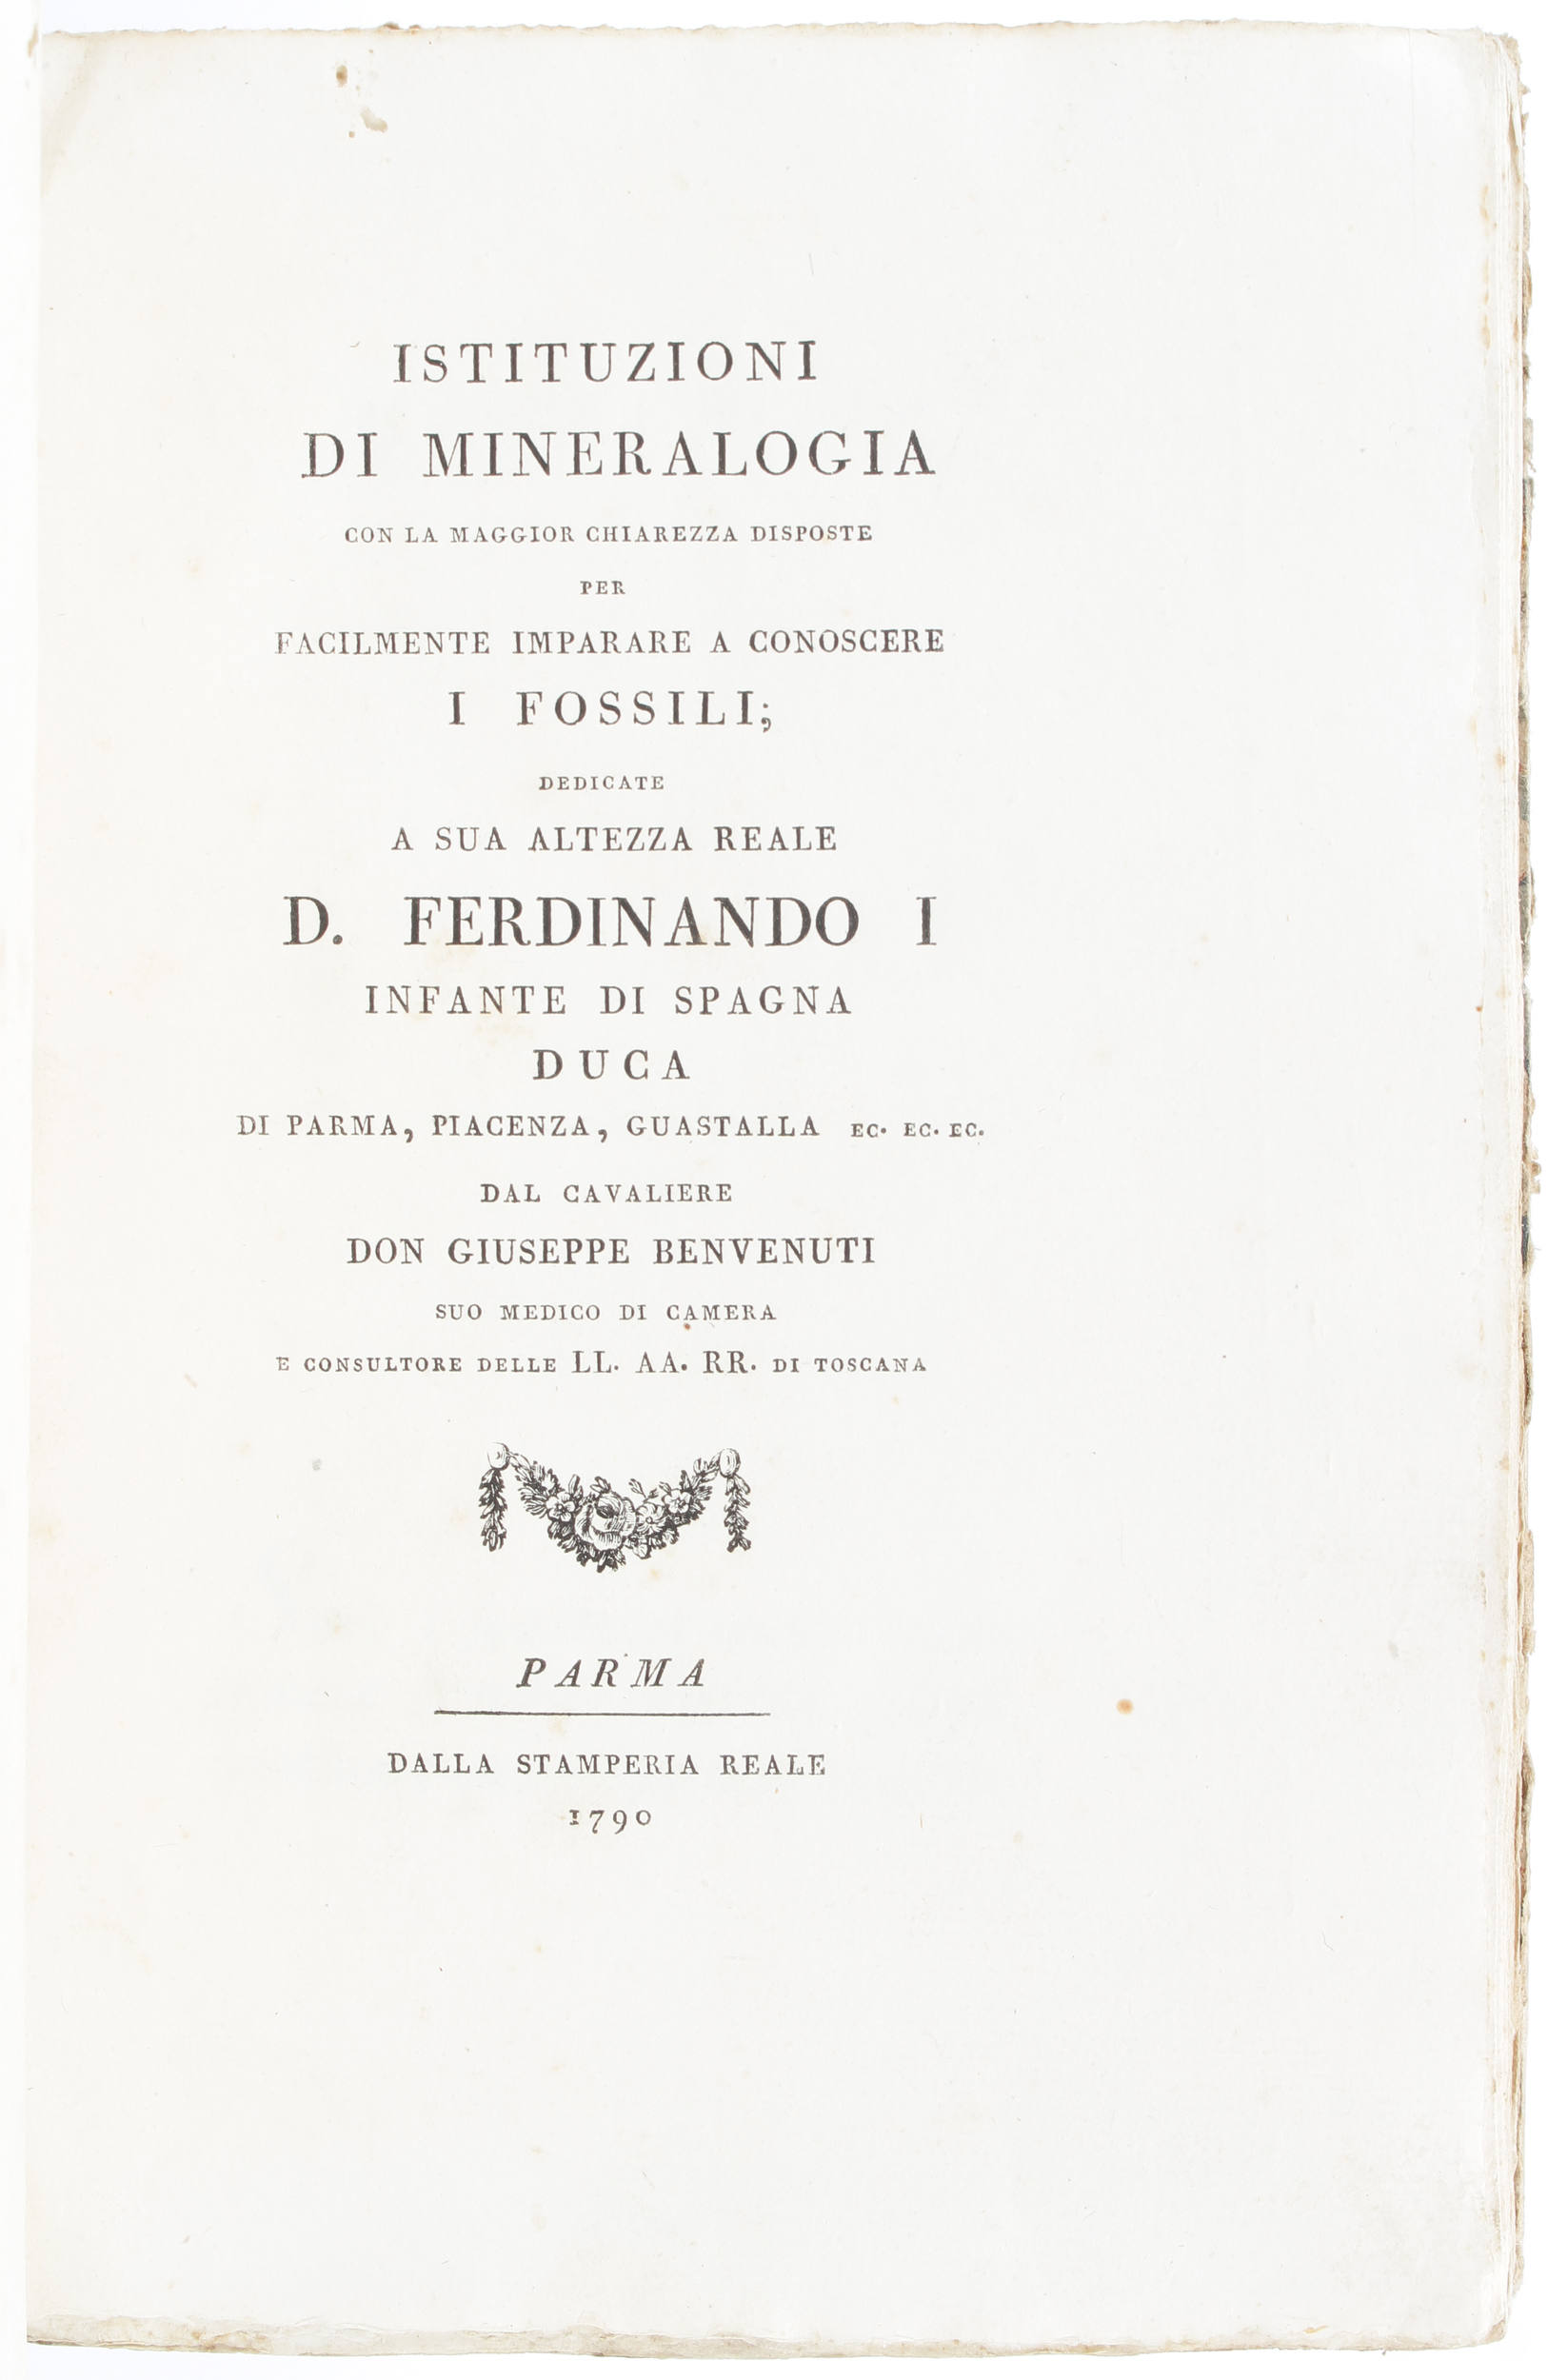 ISTITUZIONI
DI MINERALOGIA
CON LA MAGGIOR CHIAREZZA DISPOSTE
PER
FACILMENTE IMPARARE A CONOSCERE
I FOSSILI;
DEDICATE
A SUA ALTEZZA REALE
D. FERDINANDO I
INFANTE DI SPAGNA
DUCA
DI PARMA, PIACENZA, GUASTALLA EC. EC. EC.
DAL CAVALIERE
DON GIUSEPPE BENVENUTI
SUO MEDICO DI CAMERA
E CONSULTORE DELLE LL. AA. RR. DI TOSCANA
PARMA
DALLA STAMPERIA REALE
1790